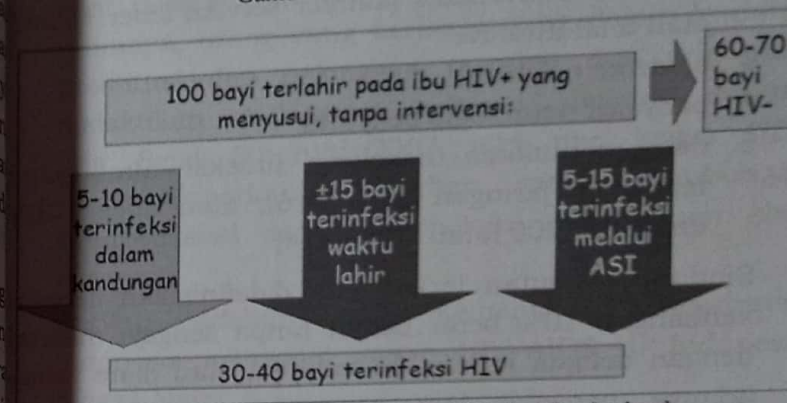 100 bayi terlahir pada ibu HIV+ yang
menyusui, tanpa intervensi:
60-70
bayi
HIV-
5-10 bayi
terinfeksi
dalam
kandungan
±15 bayi
terinfeksi
waktu
lahir
5-15 bayi
terinfeksi
melalui
ASI
30-40 bayi terinfeksi HIV